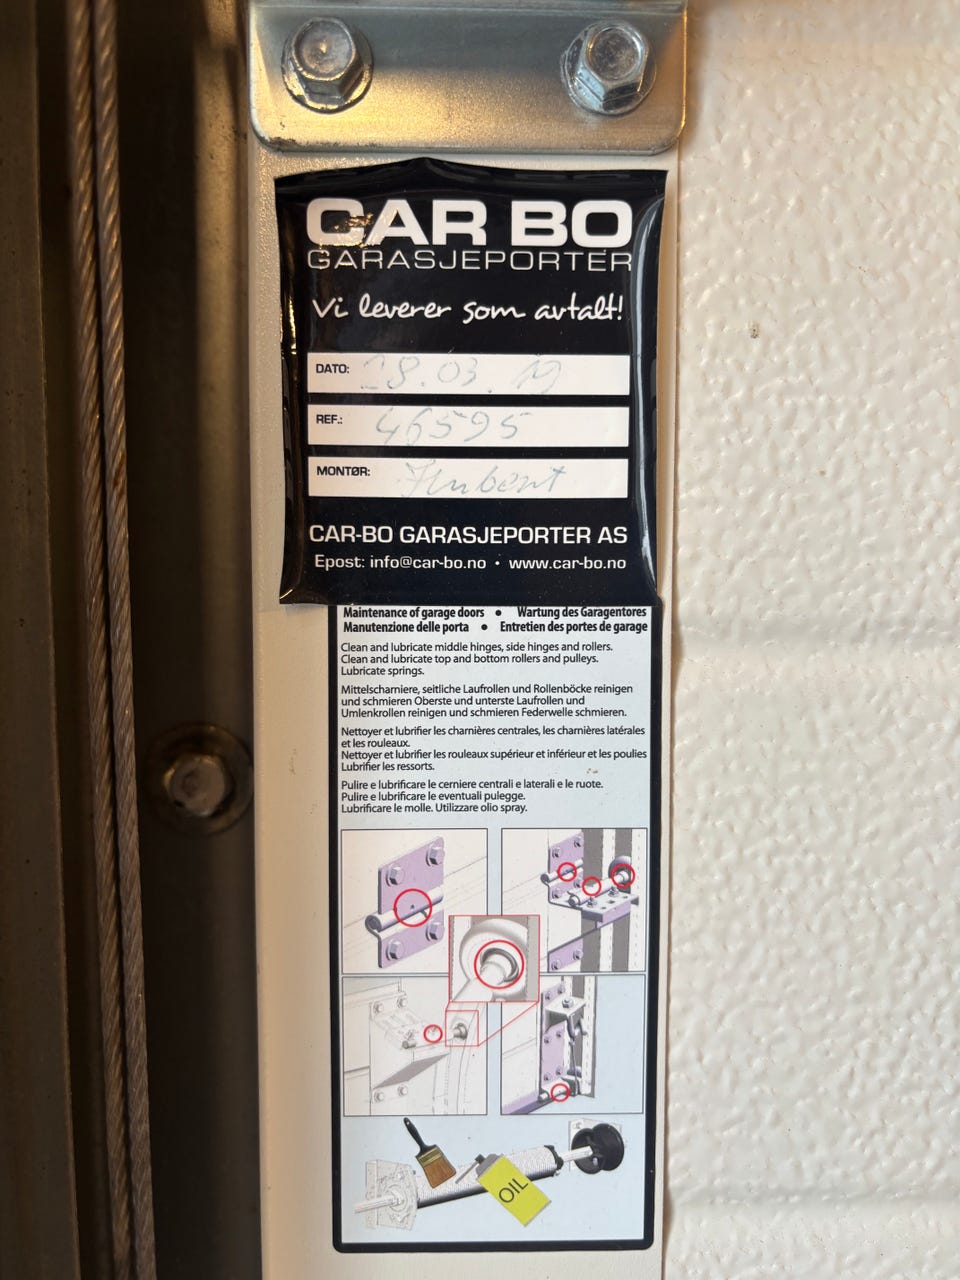 CAR BO
GARASJEPORTER
Vi leverer som avtalt!
DATO: 28.03.19
REF.: 46595
MONTØR:
CAR-BO GARASJEPORTER AS
Epost: info@car-bo.no • www.car-bo.no
Maintenance of garage doors • Wartung des Garagentores
Manutenzione delle porta • Entretien des portes de garage
Clean and lubricate middle hinges, side hinges and rollers.
Clean and lubricate top and bottom rollers and pulleys.
Lubricate springs.
Mittelscharniere, seitliche Laufrollen und Rollenböcke reinigen
und schmieren Oberste und unterste Laufrollen und
Umlenkrollen reinigen und schmieren Federwelle schmieren.
Nettoyer et lubrifier les charnières centrales, les charnières latérales
et les rouleaux.
Nettoyer et lubrifier les rouleaux supérieur et inférieur et les poulies
Lubrifier les ressorts.
Pulire e lubrificare le cerniere centrali e laterali e le ruote.
Pulire e lubrificare le eventuali pulegge.
Lubrificare le molle. Utilizzare olio spray.
OIL